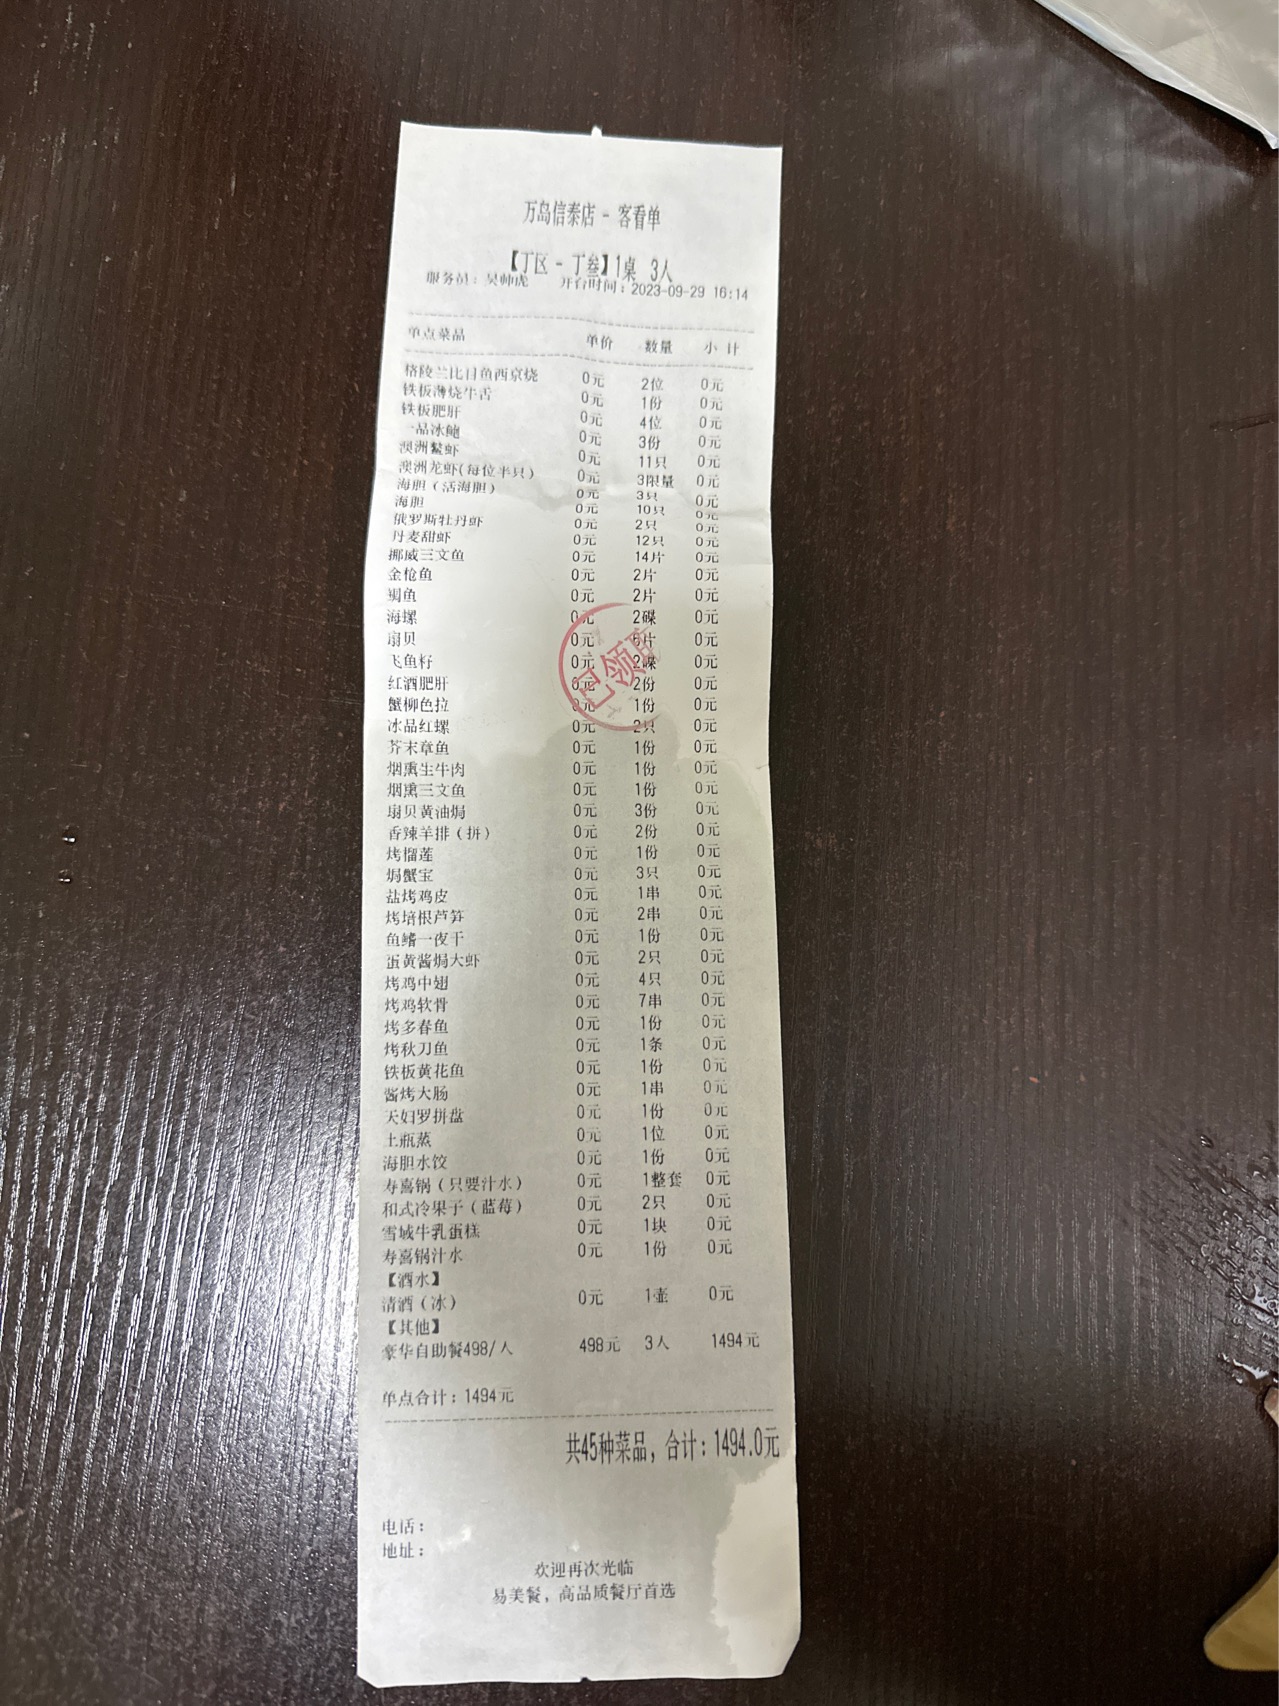 万岛信泰店 - 客看单
【丁区 - 丁叁】1桌 3人
服务员：吴帅虎 开台时间：2023-09-29 16:14
单点菜品 单价 数量 小 计
格陵兰比目鱼西京烧 0元 2位 0元
铁板薄烧牛舌 0元 1份 0元
铁板肥肝 0元 4位 0元
一品冰鲍 0元 3份 0元
澳洲鳌虾 0元 11只 0元
澳洲龙虾(每位半只) 0元 3限量 0元
海胆（活海胆） 0元 3只 0元
海胆 0元 10只 0元
俄罗斯牡丹虾 0元 2只 0元
丹麦甜虾 0元 12只 0元
挪威三文鱼 0元 14片 0元
金枪鱼 0元 2片 0元
鲷鱼 0元 2片 0元
海螺 0元 2碟 0元
扇贝 0元 6片 0元
飞鱼籽 0元 2碟 0元
红酒肥肝 0元 2份 0元
蟹柳色拉 0元 1份 0元
冰品红螺 0元 2只 0元
芥末章鱼 0元 1份 0元
烟熏生牛肉 0元 1份 0元
烟熏三文鱼 0元 1份 0元
扇贝黄油焗 0元 3份 0元
香辣羊排（拼） 0元 2份 0元
烤榴莲 0元 1份 0元
焗蟹宝 0元 3只 0元
盐烤鸡皮 0元 1串 0元
烤培根芦笋 0元 2串 0元
鱼鳍一夜干 0元 1份 0元
蛋黄酱焗大虾 0元 2只 0元
烤鸡中翅 0元 4只 0元
烤鸡软骨 0元 7串 0元
烤多春鱼 0元 1份 0元
烤秋刀鱼 0元 1条 0元
铁板黄花鱼 0元 1份 0元
酱烤大肠 0元 1串 0元
天妇罗拼盘 0元 1份 0元
土瓶蒸 0元 1位 0元
海胆水饺 0元 1份 0元
寿喜锅（只要汁水） 0元 1整套 0元
和式冷果子（蓝莓） 0元 2只 0元
雪域牛乳蛋糕 0元 1块 0元
寿喜锅汁水 0元 1份 0元
【酒水】
清酒（冰） 0元 1壶 0元
【其他】
豪华自助餐498/人 498元 3人 1494元
单点合计：1494元
共45种菜品，合计：1494.0元
电话：
地址：
欢迎再次光临
易美餐，高品质餐厅首选
已领